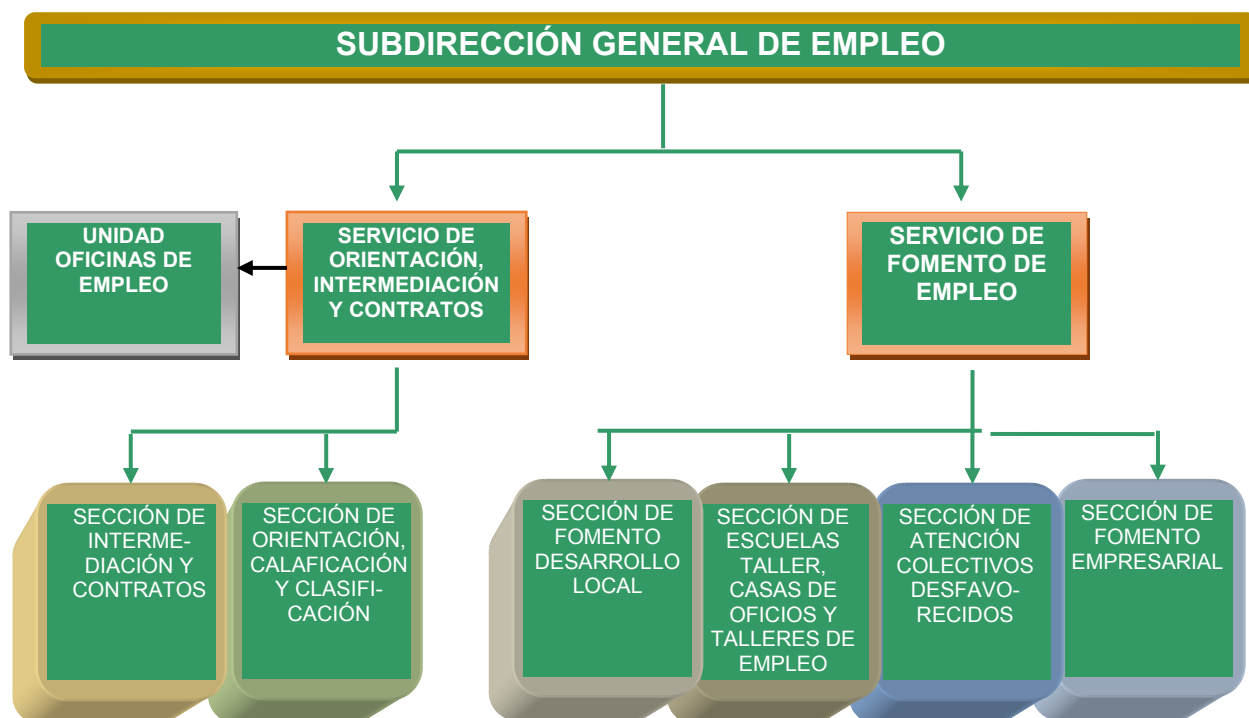 SUBDIRECCIÓN GENERAL DE EMPLEO
UNIDAD
OFICINAS DE
EMPLEO
SERVICIO DE
ORIENTACIÓN,
INTERMEDIACIÓN
Y CONTRATOS
SERVICIO DE
FOMENTO DE
EMPLEO
SECCIÓN DE
INTERME-
DIACIÓN Y
CONTRATOS
SECCIÓN DE
ORIENTACIÓN,
CALAFICACIÓN
Y CLASIFI-
CACIÓN
SECCIÓN DE
FOMENTO
DESARROLLO
LOCAL
SECCIÓN DE
ESCUELAS
TALLER,
CASAS DE
OFICIOS Y
TALLERES DE
EMPLEO
SECCIÓN DE
ATENCIÓN
COLECTIVOS
DESFAVO-
RECIDOS
SECCIÓN DE
FOMENTO
EMPRESARIAL